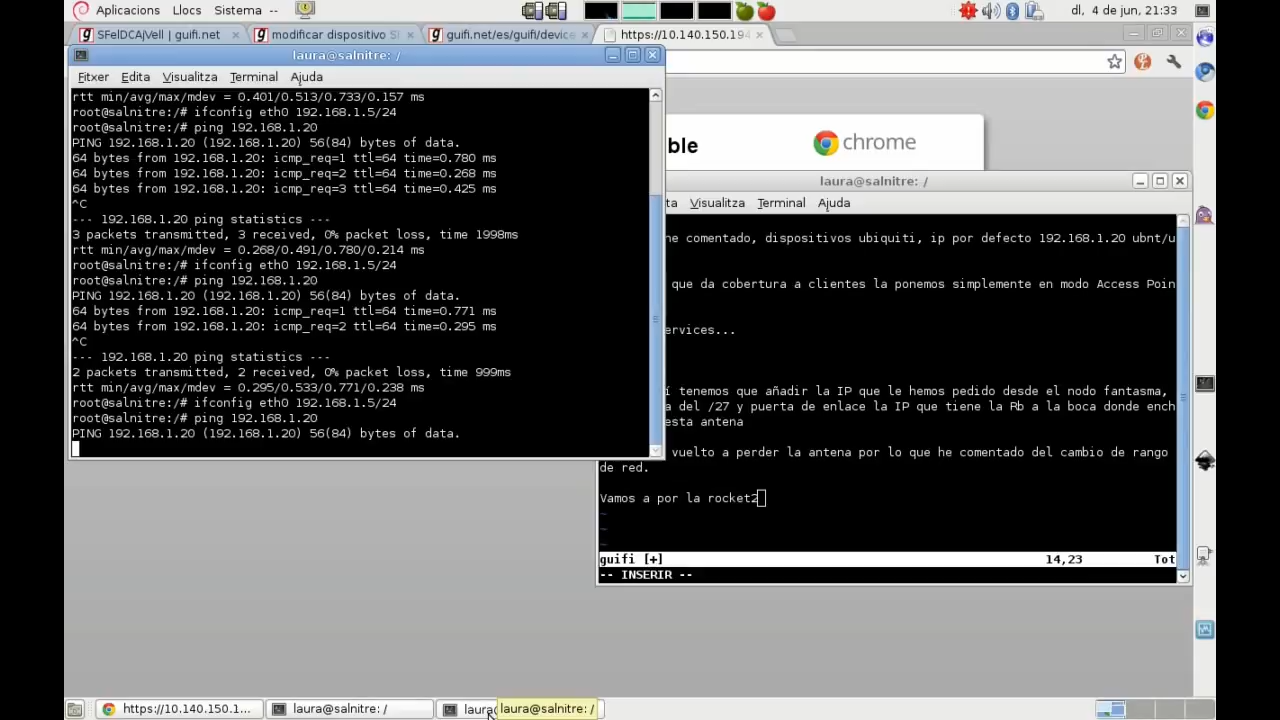 Aplicacions Llocs Sistema -- dl, 4 de jun, 21:33
SFelDCAjVell | guifi.net
modificar dispositivo S
guifi.net/es/guifi/device
https://10.140.150.194
laura@salnitre: /
Fitxer Edita Visualitza Terminal Ajuda
rtt min/avg/max/mdev = 0.401/0.513/0.733/0.157 ms
root@salnitre:/# ifconfig eth0 192.168.1.5/24
root@salnitre:/# ping 192.168.1.20
PING 192.168.1.20 (192.168.1.20) 56(84) bytes of data.
64 bytes from 192.168.1.20: icmp_req=1 ttl=64 time=0.780 ms
64 bytes from 192.168.1.20: icmp_req=2 ttl=64 time=0.268 ms
64 bytes from 192.168.1.20: icmp_req=3 ttl=64 time=0.425 ms
^C
--- 192.168.1.20 ping statistics ---
3 packets transmitted, 3 received, 0% packet loss, time 1998ms
rtt min/avg/max/mdev = 0.268/0.491/0.780/0.214 ms
root@salnitre:/# ifconfig eth0 192.168.1.5/24
root@salnitre:/# ping 192.168.1.20
PING 192.168.1.20 (192.168.1.20) 56(84) bytes of data.
64 bytes from 192.168.1.20: icmp_req=1 ttl=64 time=0.771 ms
64 bytes from 192.168.1.20: icmp_req=2 ttl=64 time=0.295 ms
^C
--- 192.168.1.20 ping statistics ---
2 packets transmitted, 2 received, 0% packet loss, time 999ms
rtt min/avg/max/mdev = 0.295/0.533/0.771/0.238 ms
root@salnitre:/# ifconfig eth0 192.168.1.5/24
root@salnitre:/# ping 192.168.1.20
PING 192.168.1.20 (192.168.1.20) 56(84) bytes of data.
ble
chrome
laura@salnitre: /
ta Visualitza Terminal Ajuda
he comentado, dispositivos ubiquiti, ip por defecto 192.168.1.20 ubnt/u
que da cobertura a clientes la ponemos simplemente en modo Access Poin
ervices...
í tenemos que añadir la IP que le hemos pedido desde el nodo fantasma,
a del /27 y puerta de enlace la IP que tiene la Rb a la boca donde ench
esta antena
vuelto a perder la antena por lo que he comentado del cambio de rango
de red.
Vamos a por la rocket2
~
~
~
guifi [+] 14,23 Tot
-- INSERIR --
https://10.140.150.1...
laura@salnitre: /
laura
laura@salnitre: /